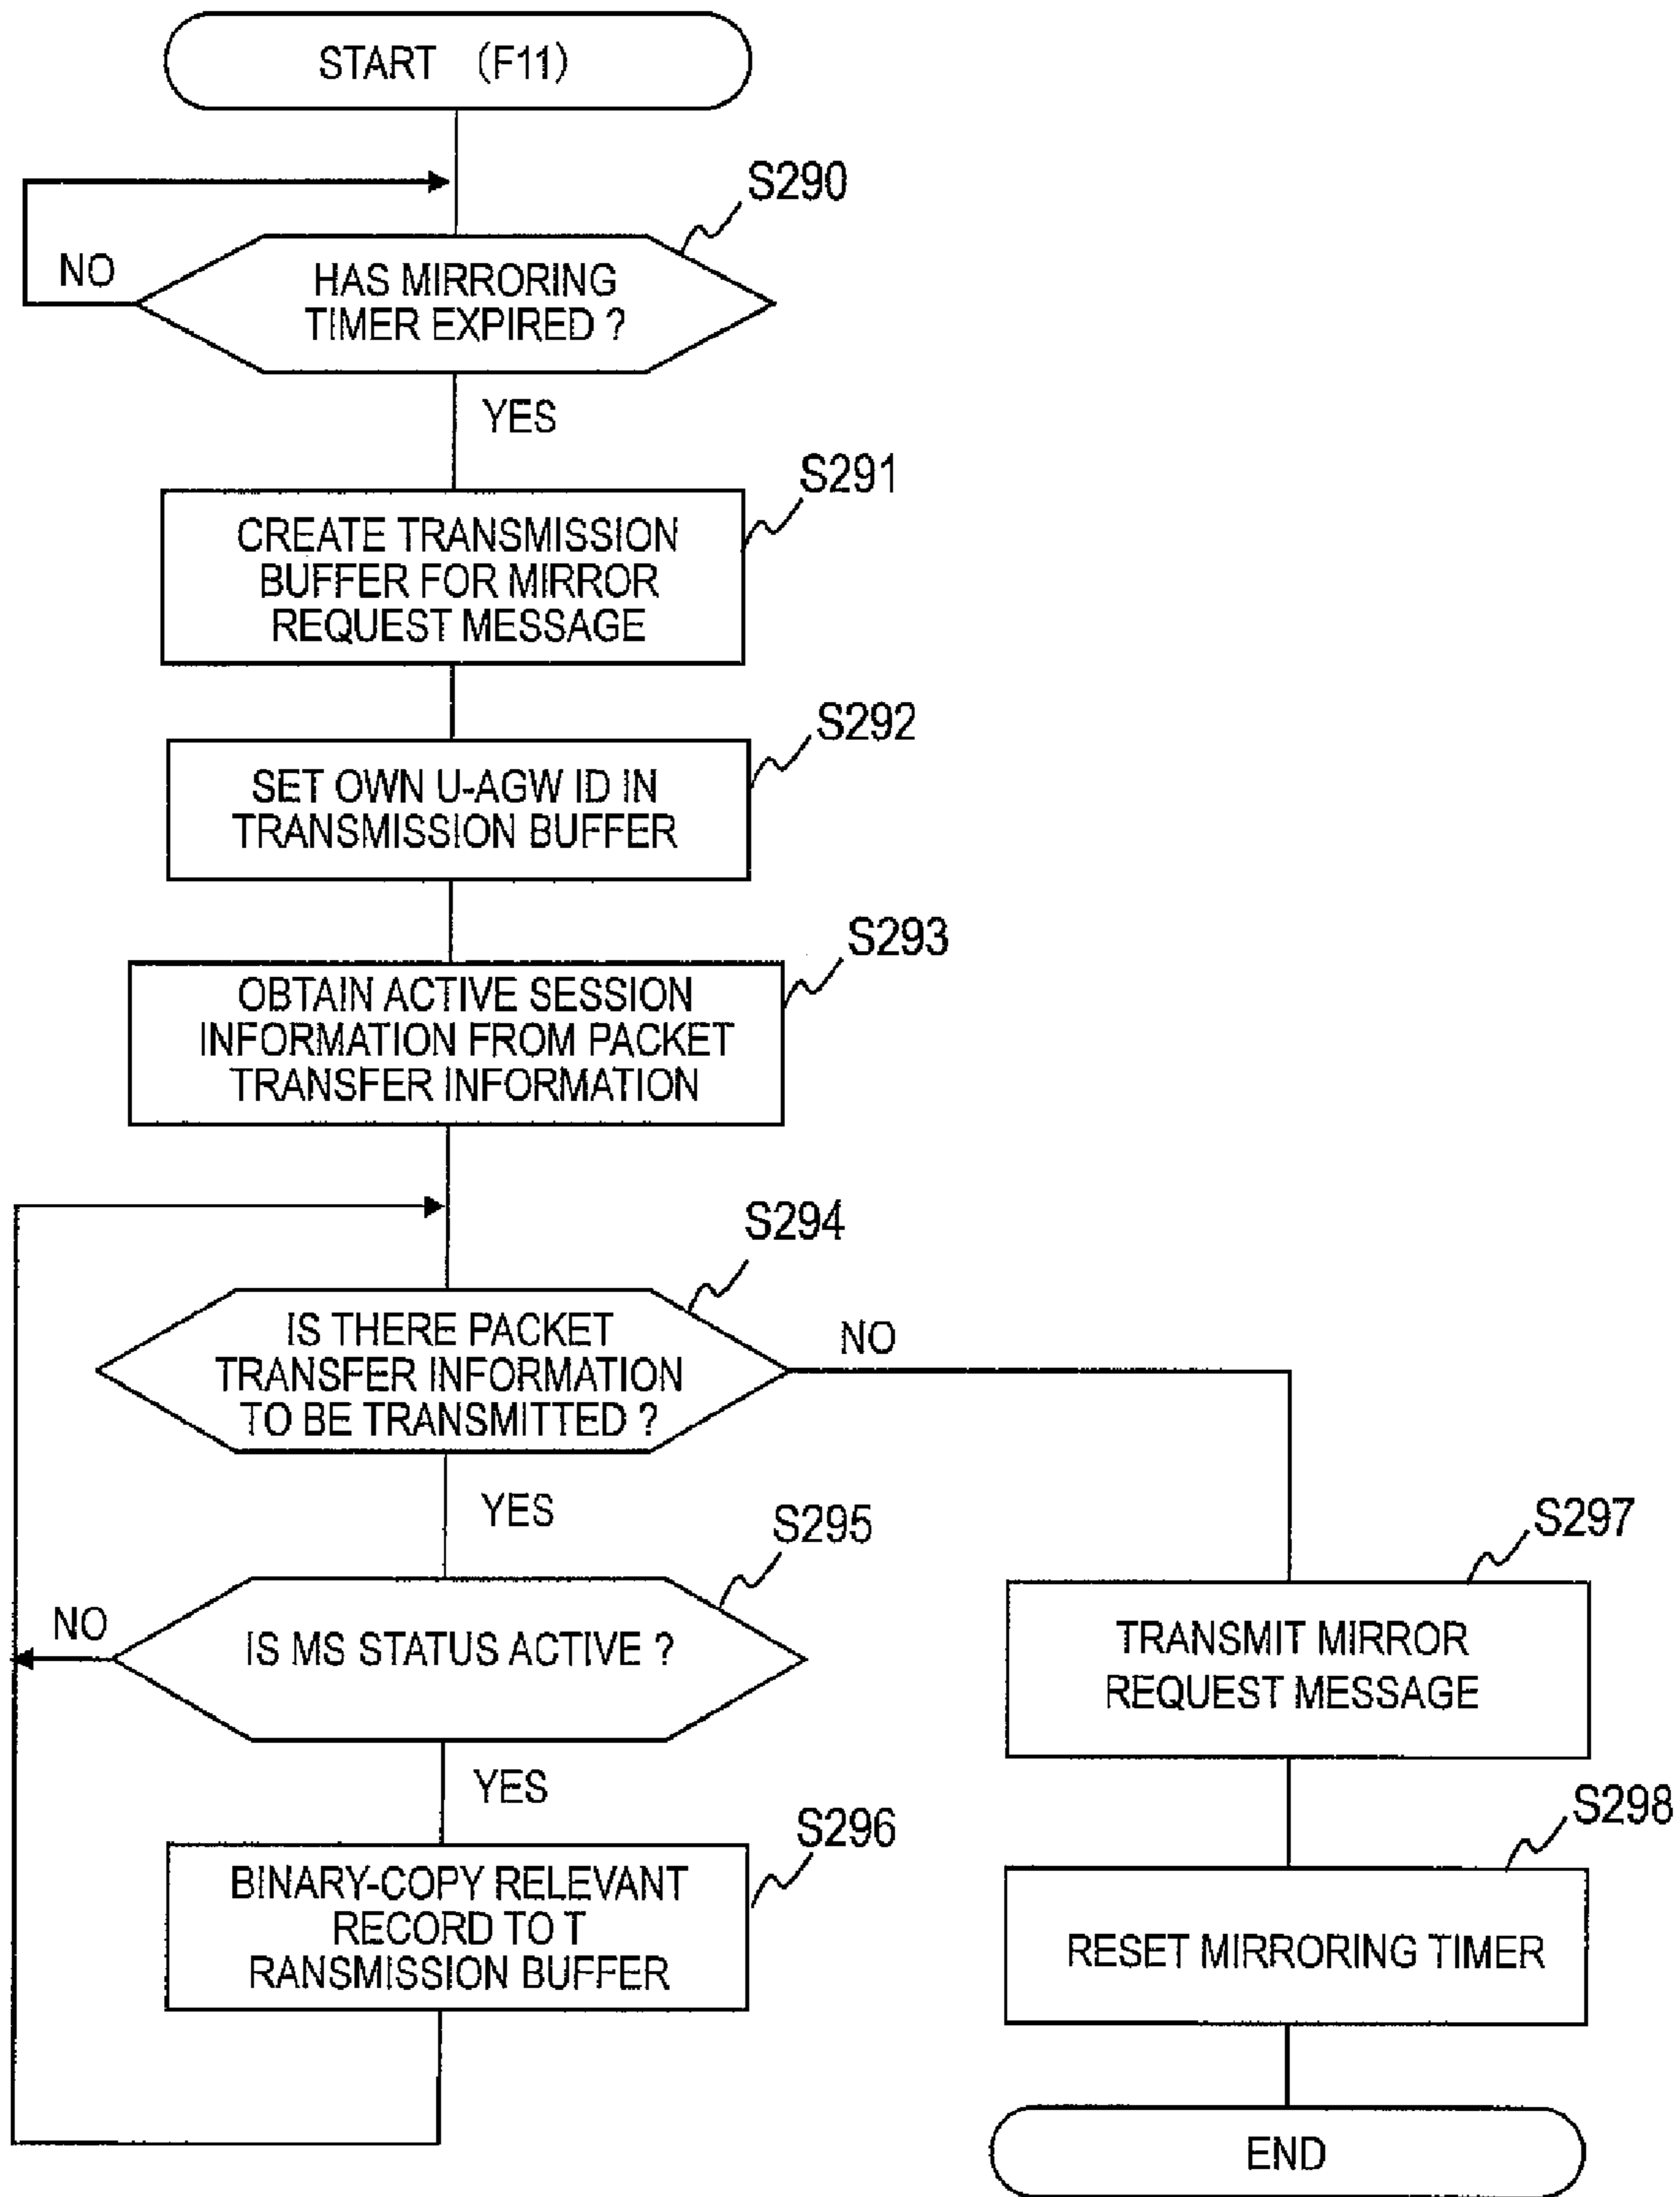 START (F11)
S290
NO
HAS MIRRORING
TIMER EXPIRED ?
YES
S291
CREATE TRANSMISSION
BUFFER FOR MIRROR
REQUEST MESSAGE
S292
SET OWN U-AGW ID IN
TRANSMISSION BUFFER
S293
OBTAIN ACTIVE SESSION
INFORMATION FROM PACKET
TRANSFER INFORMATION
S294
IS THERE PACKET
TRANSFER INFORMATION
TO BE TRANSMITTED ?
NO
YES
S295
NO
IS MS STATUS ACTIVE ?
YES
S296
BINARY-COPY RELEVANT
RECORD TO T
RANSMISSION BUFFER
S297
TRANSMIT MIRROR
REQUEST MESSAGE
S298
RESET MIRRORING TIMER
END